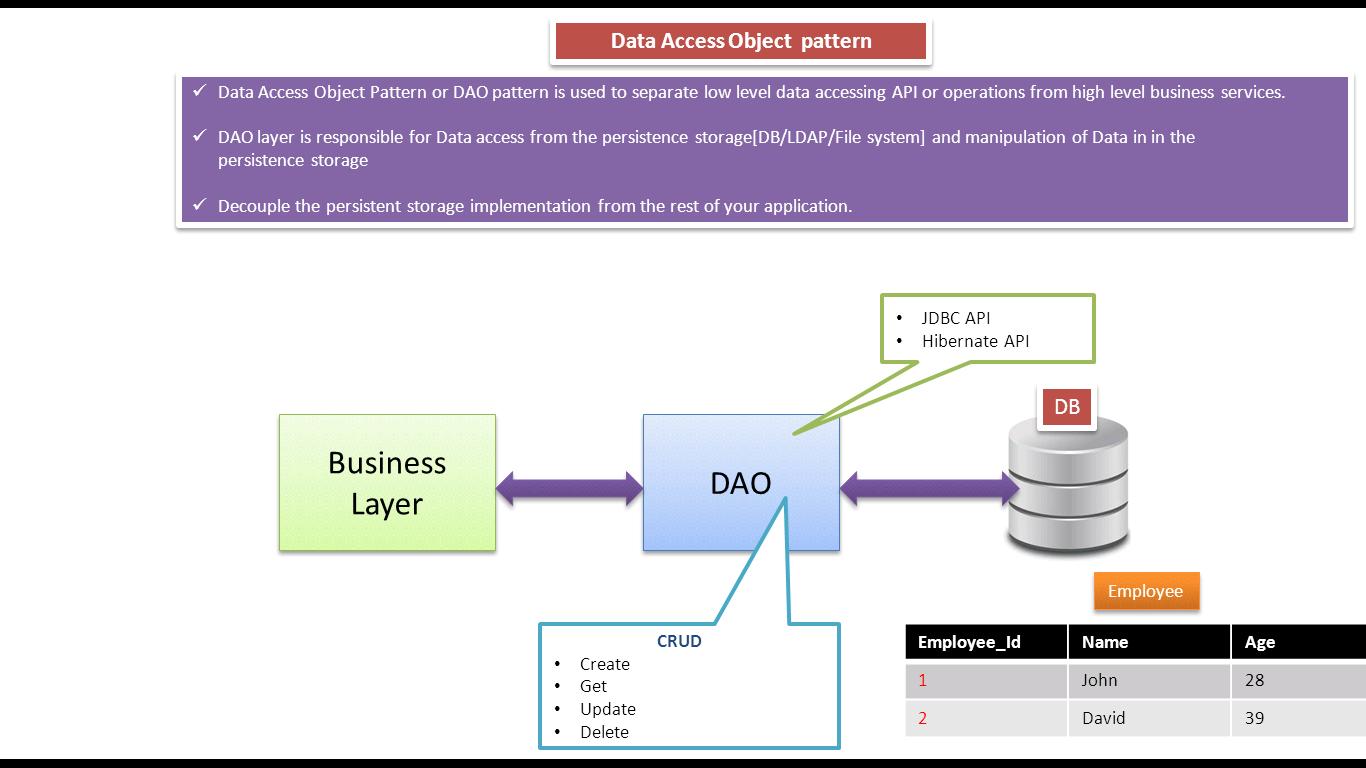 Data Access Object pattern
✓ Data Access Object Pattern or DAO pattern is used to separate low level data accessing API or operations from high level business services.
✓ DAO layer is responsible for Data access from the persistence storage[DB/LDAP/File system] and manipulation of Data in in the
persistence storage
✓ Decouple the persistent storage implementation from the rest of your application.
• JDBC API
• Hibernate API
DB
Business
Layer
DAO
Employee
CRUD
• Create
• Get
• Update
• Delete
Employee_Id Name Age
1 John 28
2 David 39